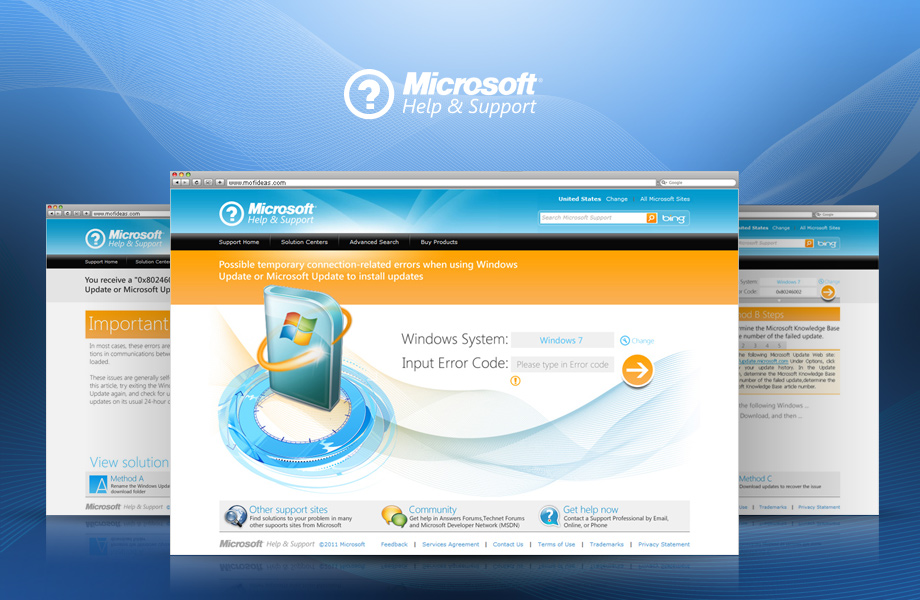 ?
Microsoft®
Help & Support
www.mofideas.com
Google
? Microsoft
Help & Support
United States Change All Microsoft Sites
Search Microsoft Support bing
Support Home Solution Centers Advanced Search Buy Products
Possible temporary connection-related errors when using Windows
Update or Microsoft Update to install updates
Windows System: Windows 7 Change
Input Error Code: Please type in Error code
Other support sites
Find solutions to your problem in many
other supports sites from Microsoft
Community
Get help in Answers Forums,Technet Forums
and Microsoft Developer Network (MSDN)
? Get help now
Contact a Support Professional by Email,
Online, or Phone
Microsoft Help & Support ©2011 Microsoft Feedback | Services Agreement | Contact Us | Terms of Use | Trademarks | Privacy Statement
www.mofideas.com
? Microsoft
Help & Support
Support Home Solution Center
You receive a "0x80246
Update or Microsoft Up
Important
In most cases, these errors are
tions in communications betwe
loaded.
These issues are generally self
this article, try exiting the Wind
Update again, and check for u
updates on its usual 24-hour c
View solution
Method A
Rename the Windows Upda
download folder
Microsoft Help & Support
Google
United States Change All Microsoft Sites
Microsoft Support bing
System: Windows 7 Change
Code: 0x80246002
od B Steps
rmine the Microsoft Knowledge Base
number of the failed update.
2 3 4 5
he following Microsoft Update Web site:
update.microsoft.com Under Options, click
your update history. In the Update
, determine the Microsoft Knowledge Base
number of the failed update,determine the
Knowledge Base article number.
the following Windows ...
Download, and then ...
Method C
Download updates to recover the issue
Use | Trademarks | Privacy Statement